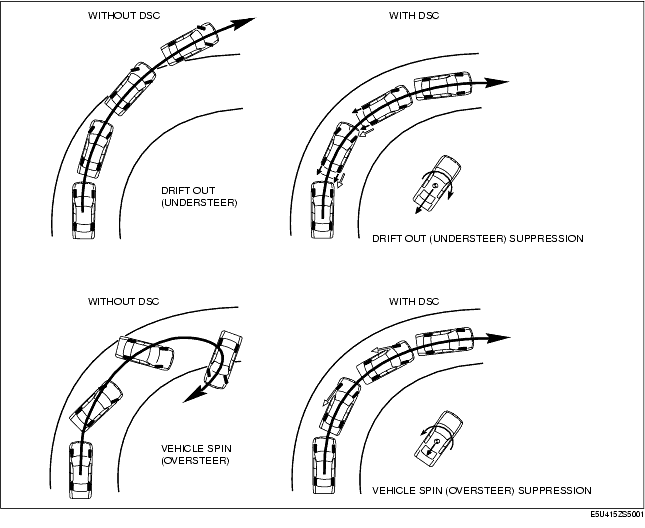 WITHOUT DSC
WITH DSC
DRIFT OUT
(UNDERSTEER)
DRIFT OUT (UNDERSTEER) SUPPRESSION
WITHOUT DSC
WITH DSC
VEHICLE SPIN
(OVERSTEER)
VEHICLE SPIN (OVERSTEER) SUPPRESSION
E5U415ZS5001